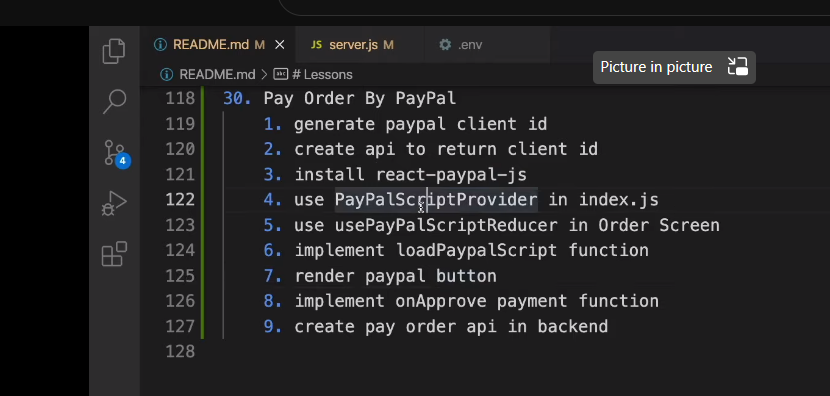 README.md M
JS server.js M
.env
Picture in picture
README.md > # Lessons
118 30. Pay Order By PayPal
119 1. generate paypal client id
120 2. create api to return client id
121 3. install react-paypal-js
122 4. use PayPalScriptProvider in index.js
123 5. use usePayPalScriptReducer in Order Screen
124 6. implement loadPaypalScript function
125 7. render paypal button
126 8. implement onApprove payment function
127 9. create pay order api in backend
128
4